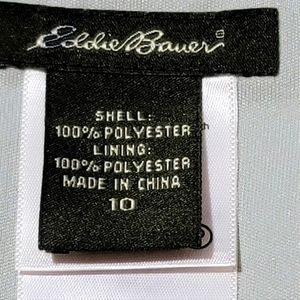 Eddie Bauer®
SHELL:
100% POLYESTER
LINING:
100% POLYESTER
MADE IN CHINA
10